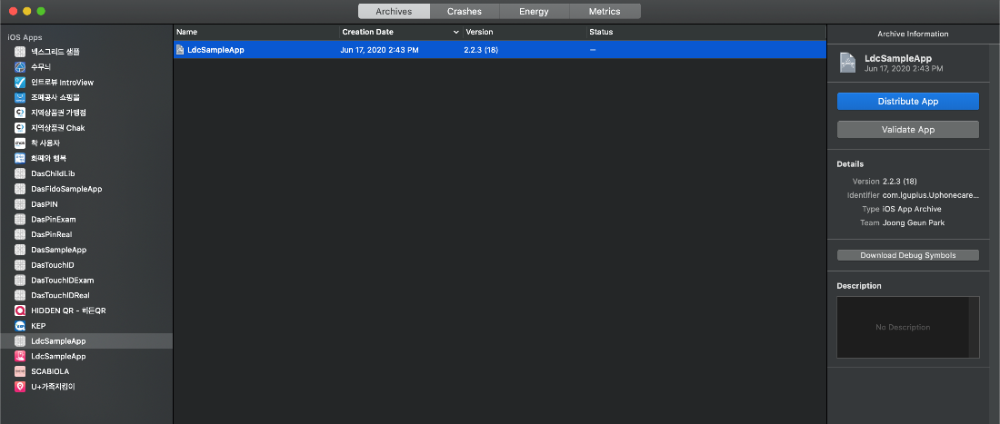 Archives Crashes Energy Metrics
iOS Apps
넥스그리드 샘플
수무늬
인트로뷰 IntroView
조폐공사 쇼핑몰
지역상품권 가맹점
지역상품권 Chak
착 사용자
화폐와 행복
DasChildLib
DasFidoSampleApp
DasPIN
DasPinExam
DasPinReal
DasSampleApp
DasTouchID
DasTouchIDExam
DasTouchIDReal
HIDDEN QR - 히든QR
KEP
LdcSampleApp
LdcSampleApp
SCABIOLA
U+가족지킴이
Name Creation Date Version Status
LdcSampleApp Jun 17, 2020 2:43 PM 2.2.3 (18) --
Archive Information
LdcSampleApp
Jun 17, 2020 2:43 PM
Distribute App
Validate App
Details
Version 2.2.3 (18)
Identifier com.lguplus.Uphonecare...
Type iOS App Archive
Team Joong Geun Park
Download Debug Symbols
Description
No Description